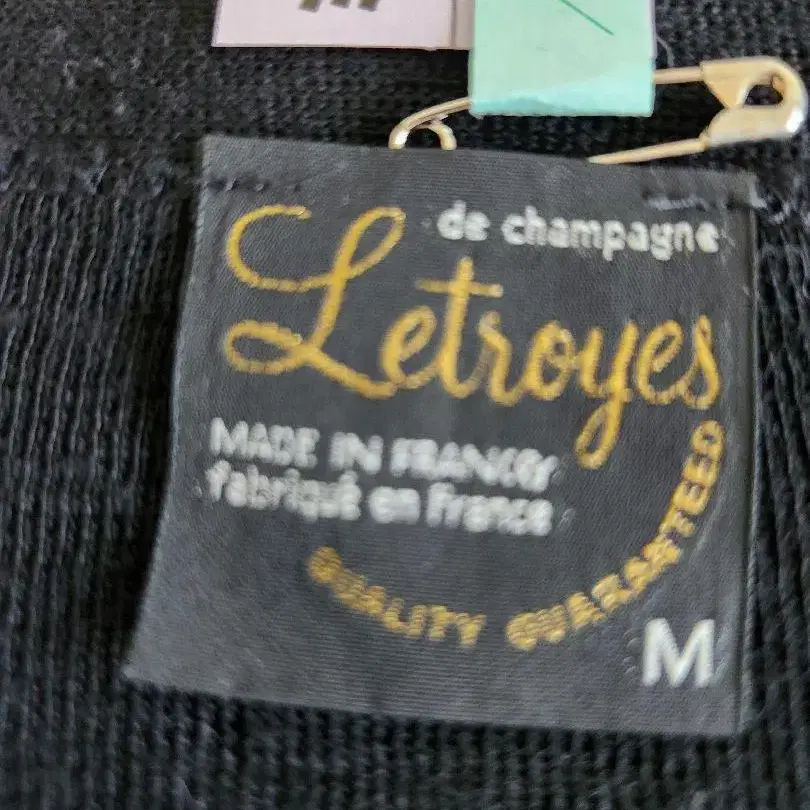 de champagne
Letroyes
MADE IN FRANCE
fabriqué en France
QUALITY GUARANTEED
M